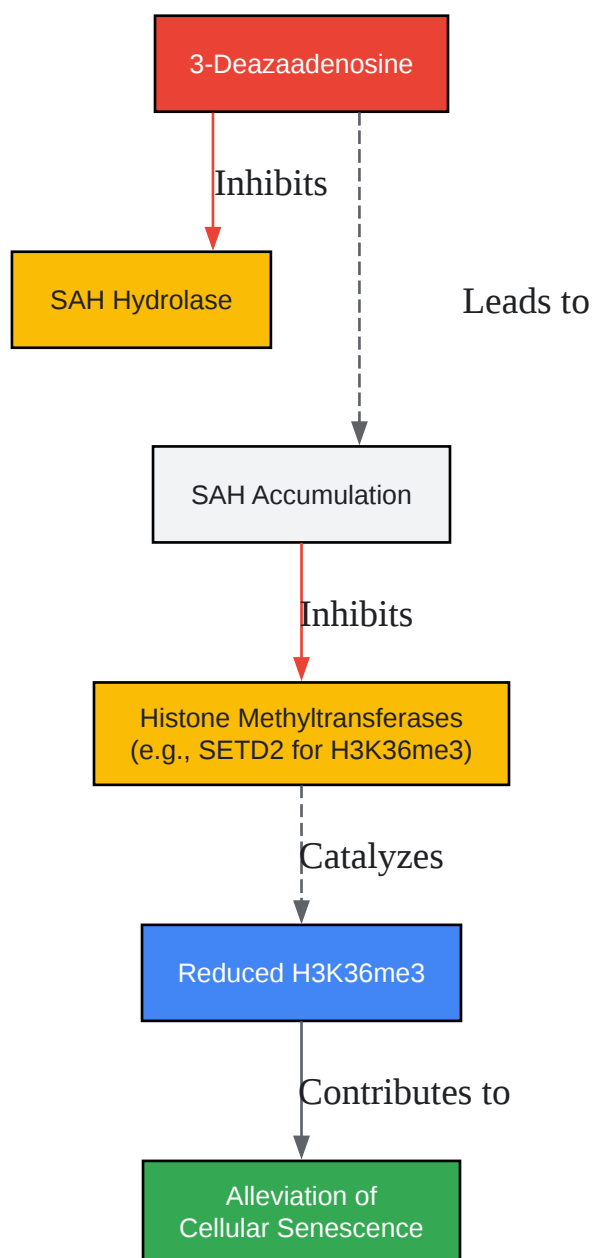 3-Deazaadenosine
Inhibits
SAH Hydrolase
Leads to
SAH Accumulation
Inhibits
Histone Methyltransferases
(e.g., SETD2 for H3K36me3)
Catalyzes
Reduced H3K36me3
Contributes to
Alleviation of
Cellular Senescence